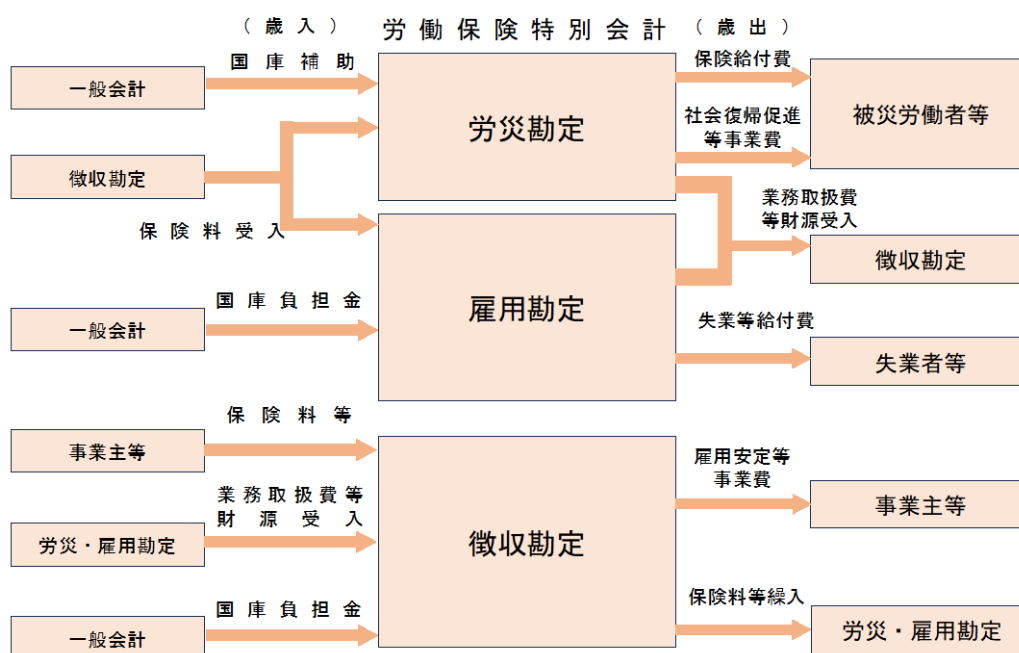 (歳入) 労働保険特別会計 (歳出)
国庫補助
保険給付費
一般会計
労災勘定
被災労働者等
社会復帰促進
等事業費
徴収勘定
保険料受入
業務取扱費
等財源受入
徴収勘定
国庫負担金
一般会計
雇用勘定
失業等給付費
失業者等
保険料等
事業主等
雇用安定等
事業費
事業主等
業務取扱費等
財源受入
労災・雇用勘定
徴収勘定
国庫負担金
一般会計
保険料等繰入
労災・雇用勘定